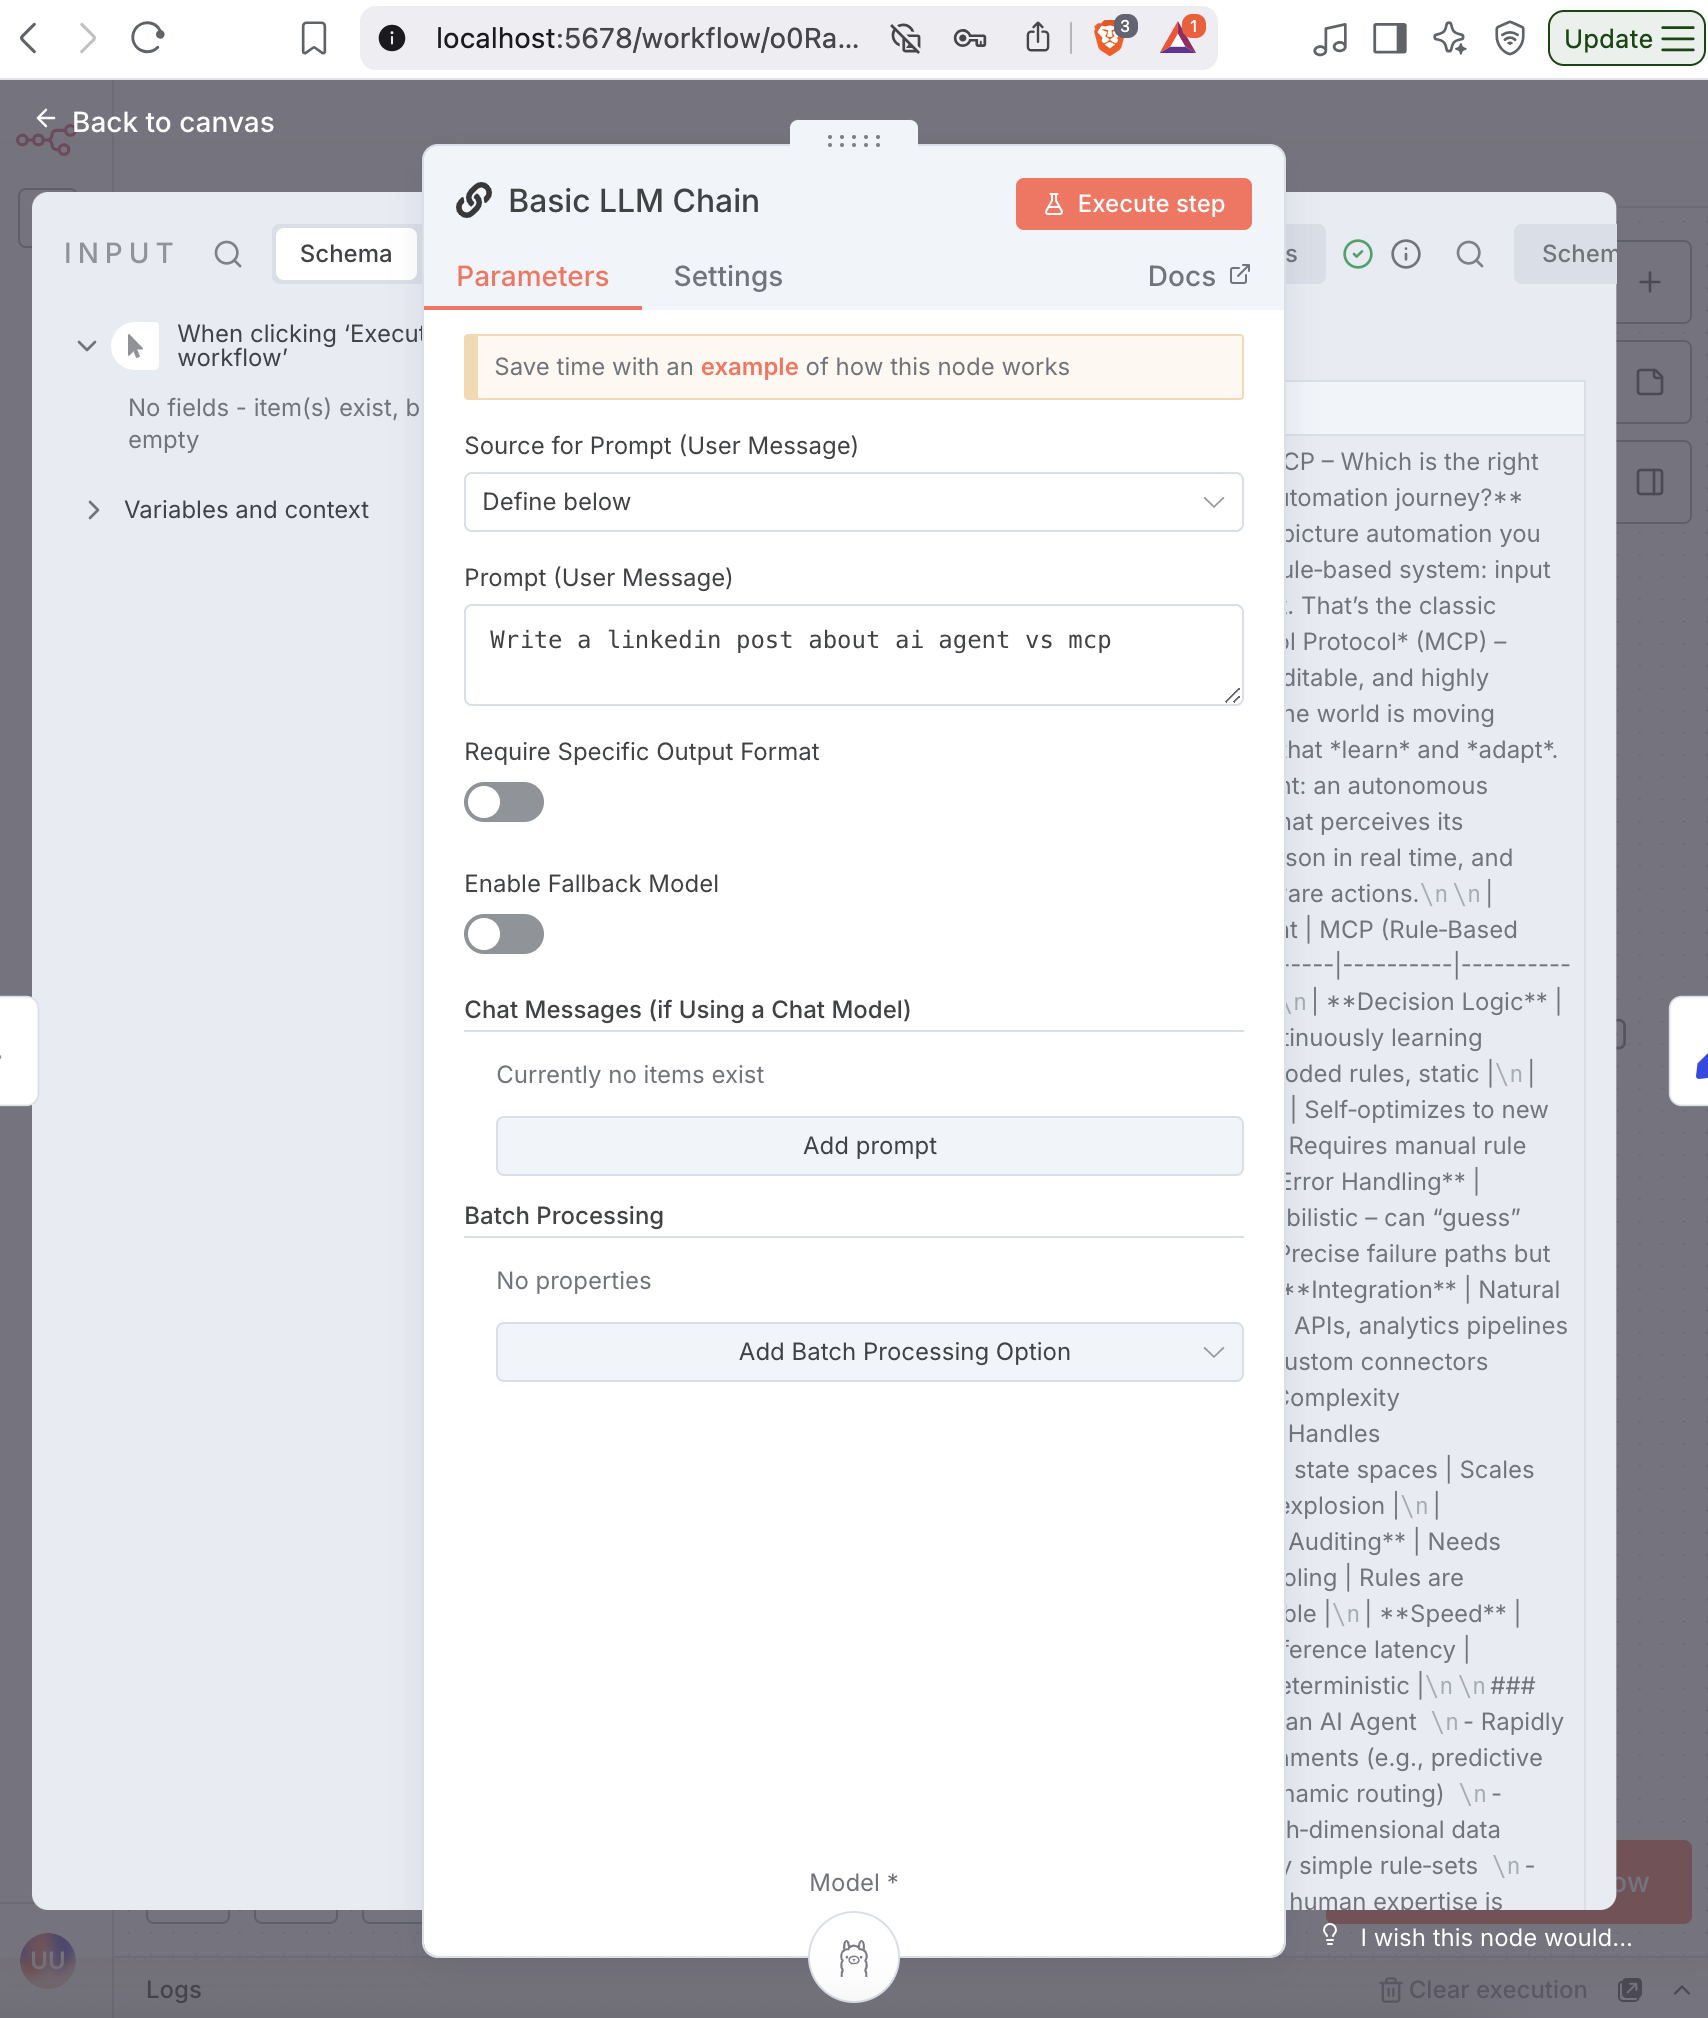 localhost:5678/workflow/o0Ra...
3
1
Update
Back to canvas
INPUT
Schema
When clicking ‘Execut
workflow’
No fields - item(s) exist, b
empty
Variables and context
Basic LLM Chain
Execute step
Parameters
Settings
Docs
Save time with an example of how this node works
Source for Prompt (User Message)
Define below
Prompt (User Message)
Write a linkedin post about ai agent vs mcp
Require Specific Output Format
Enable Fallback Model
Chat Messages (if Using a Chat Model)
Currently no items exist
Add prompt
Batch Processing
No properties
Add Batch Processing Option
Model *
s
Schem
CP – Which is the right
utomation journey?**
picture automation you
ule‑based system: input
. That’s the classic
ol Protocol* (MCP) –
ditable, and highly
he world is moving
that *learn* and *adapt*.
nt: an autonomous
hat perceives its
son in real time, and
are actions.\n\n|
nt | MCP (Rule‑Based
----|----------|----------
\n| **Decision Logic** |
tinuously learning
oded rules, static |\n|
| Self‑optimizes to new
Requires manual rule
Error Handling** |
bilistic – can “guess”
Precise failure paths but
**Integration** | Natural
APIs, analytics pipelines
ustom connectors
Complexity
Handles
state spaces | Scales
explosion |\n|
Auditing** | Needs
oling | Rules are
ble |\n| **Speed** |
ference latency |
eterministic |\n\n###
an AI Agent \n- Rapidly
nments (e.g., predictive
namic routing) \n-
h‑dimensional data
y simple rule‑sets \n-
human expertise is
ow
I wish this node would...
UU
Logs
Clear execution